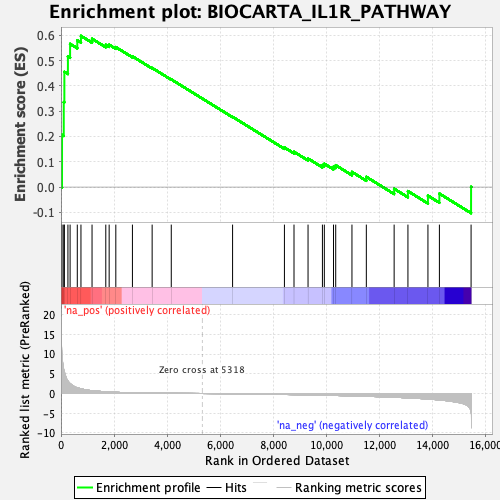 Enrichment plot: BIOCARTA_IL1R_PATHWAY
Enrichment score (ES)
0.6
0.5
0.4
0.3
0.2
0.1
0.0
-0.1
'na_pos' (positively correlated)
Ranked list metric (PreRanked)
20
15
10
5
0
-5
-10
Zero cross at 5318
'na_neg' (negatively correlated)
0
2,000
4,000
6,000
8,000
10,000
12,000
14,000
16,000
Rank in Ordered Dataset
Enrichment profile
Hits
Ranking metric scores